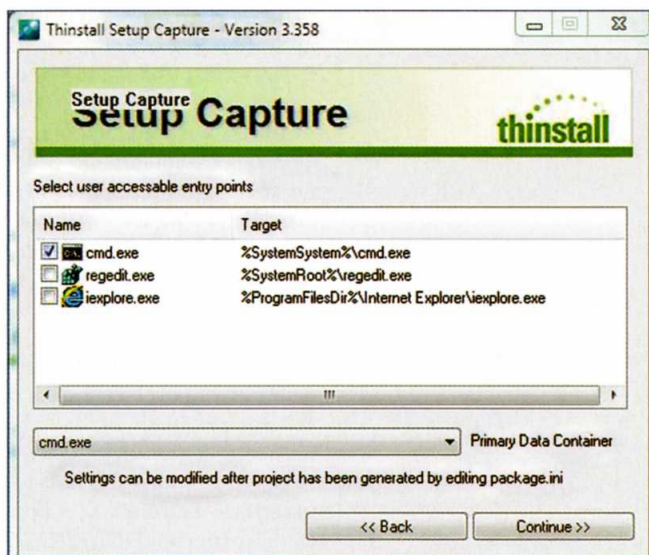 Thinstall Setup Capture - Version 3.358
Setup Capture
Setup Capture
thinstall
Select user accessable entry points
Name Target
cmd.exe %SystemSystem%\cmd.exe
regedit.exe %SystemRoot%\regedit.exe
iexplore.exe %ProgramFilesDir%\Internet Explorer\iexplore.exe
cmd.exe Primary Data Container
Settings can be modified after project has been generated by editing package.ini
<< Back Continue >>